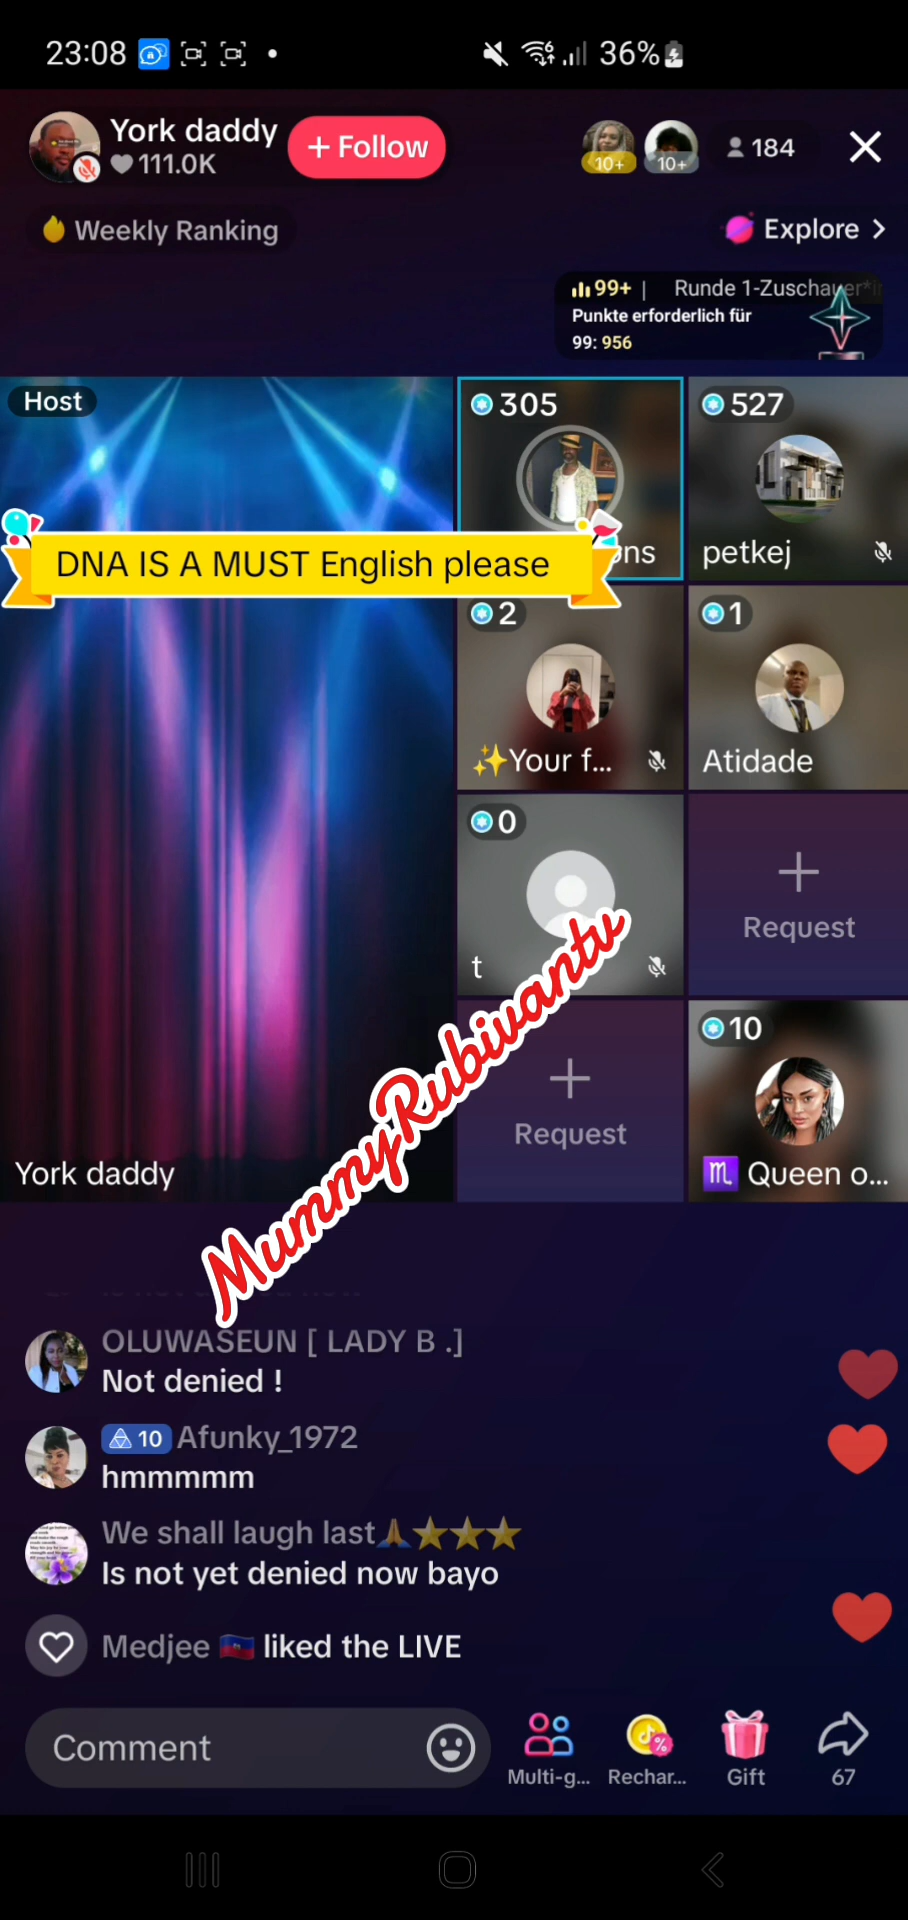 23:08
36%
York daddy
111.0K
+ Follow
10+
10+
184
Weekly Ranking
Explore >
99+ | Runde 1-Zuschauer*in
Punkte erforderlich für
99: 956
Host
305
527
DNA IS A MUST English please
petkej
2
1
✨Your f...
Atidade
0
Request
t
10
Request
York daddy
♏ Queen o...
MummyRubivantv
OLUWASEUN [ LADY B .]
Not denied !
10 Afunky_1972
hmmmmm
We shall laugh last🙏⭐⭐⭐
Is not yet denied now bayo
Medjee 🇭🇹 liked the LIVE
Comment
Multi-g...
Rechar...
Gift
67